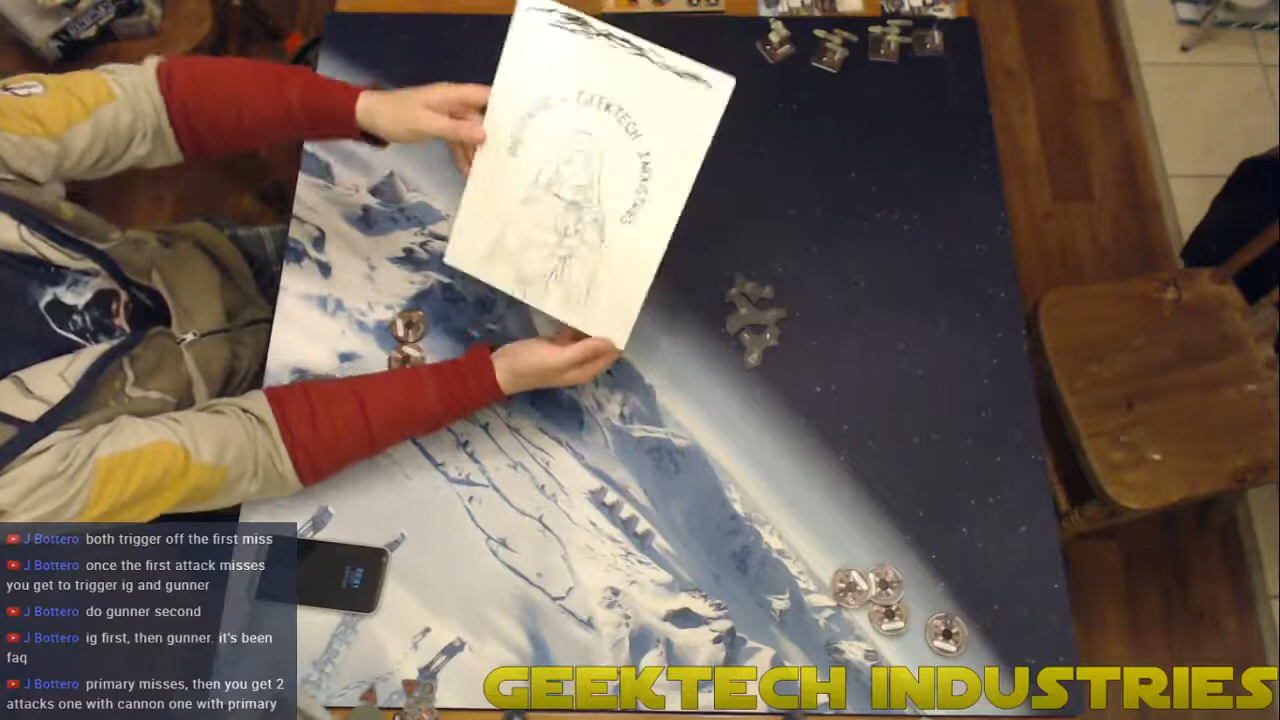 GEEKTECH INDUSTRIES
J Bottero both trigger off the first miss
J Bottero once the first attack misses
you get to trigger ig and gunner
J Bottero do gunner second
J Bottero ig first, then gunner. it's been
faq
J Bottero primary misses, then you get 2
attacks one with cannon one with primary
GEEKTECH INDUSTRIES